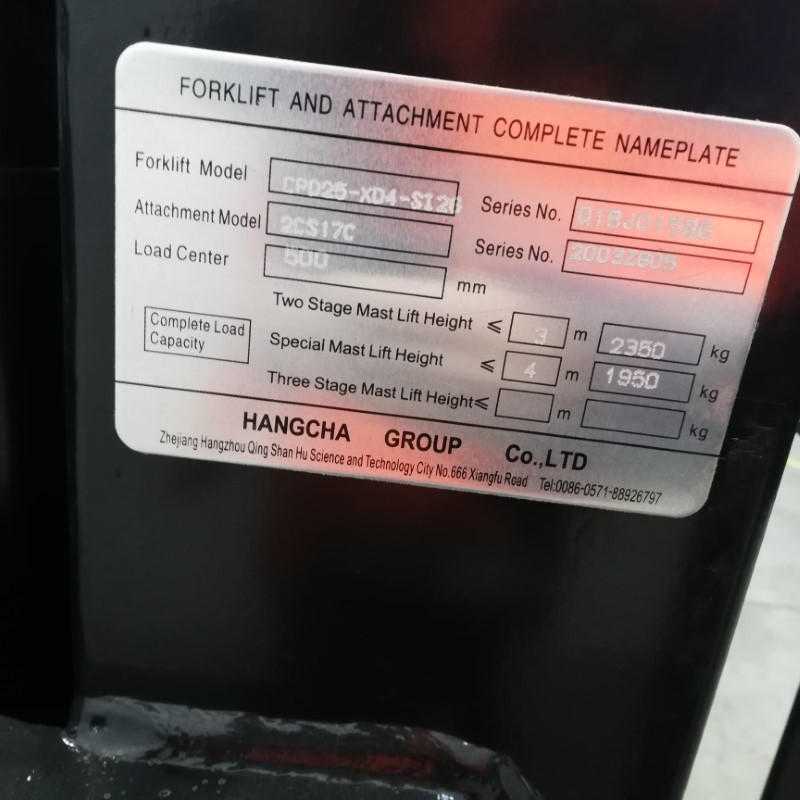 FORKLIFT AND ATTACHMENT COMPLETE NAMEPLATE
Forklift Model CPD25-XD4-SI26 Series No.
Attachment Model 2CS17C Series No.
Load Center 500 mm
Two Stage Mast Lift Height ≤ 3 m 2350 kg
Complete Load Capacity
Special Mast Lift Height ≤ 4 m 1950 kg
Three Stage Mast Lift Height≤ m kg
HANGCHA GROUP Co.,LTD
Zhejiang Hangzhou Qing Shan Hu Science and Technology City No.666 Xiangfu Road Tel:0086-0571-88926797